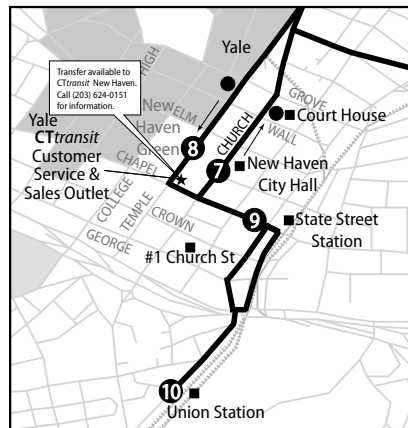 Transfer available to
CTtransit New Haven.
Call (203) 624-0151
for information.
HIGH
Yale
ELM
GROVE
New
Haven
Green
CHURCH
Court House
WALL
Yale
CTtransit
Customer
Service &
Sales Outlet
8
7
New Haven
City Hall
CHAPEL
COLLEGE
TEMPLE
CROWN
GEORGE
9
State Street
Station
#1 Church St
10
Union Station